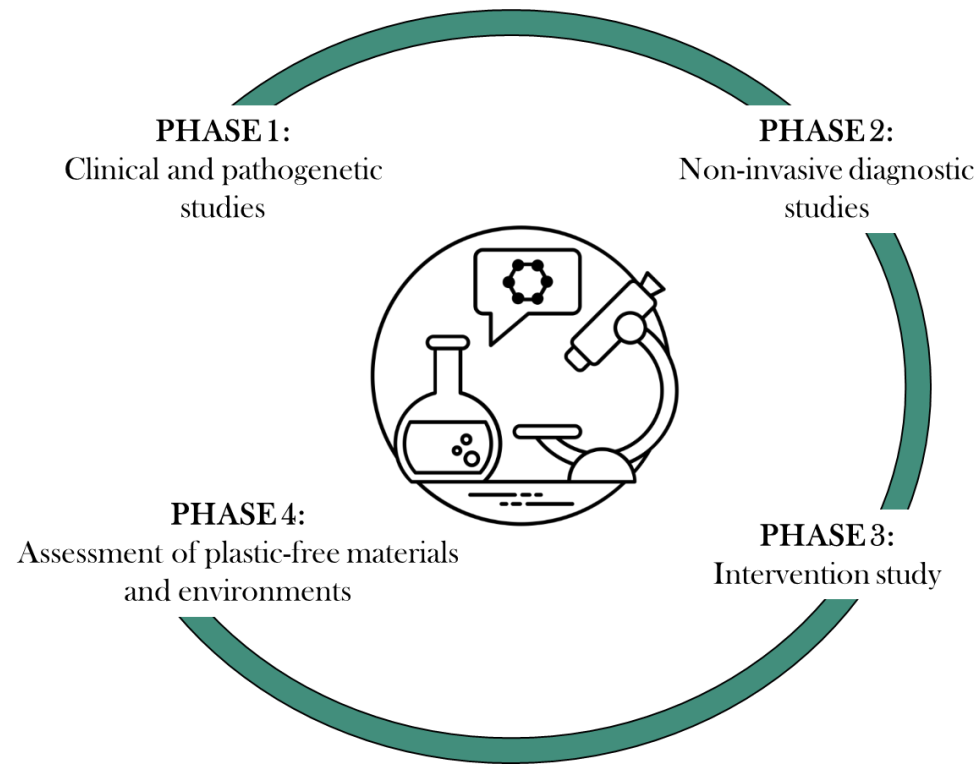 PHASE 1:
Clinical and pathogenetic
studies
PHASE 2:
Non-invasive diagnostic
studies
PHASE 3:
Intervention study
PHASE 4:
Assessment of plastic-free materials
and environments